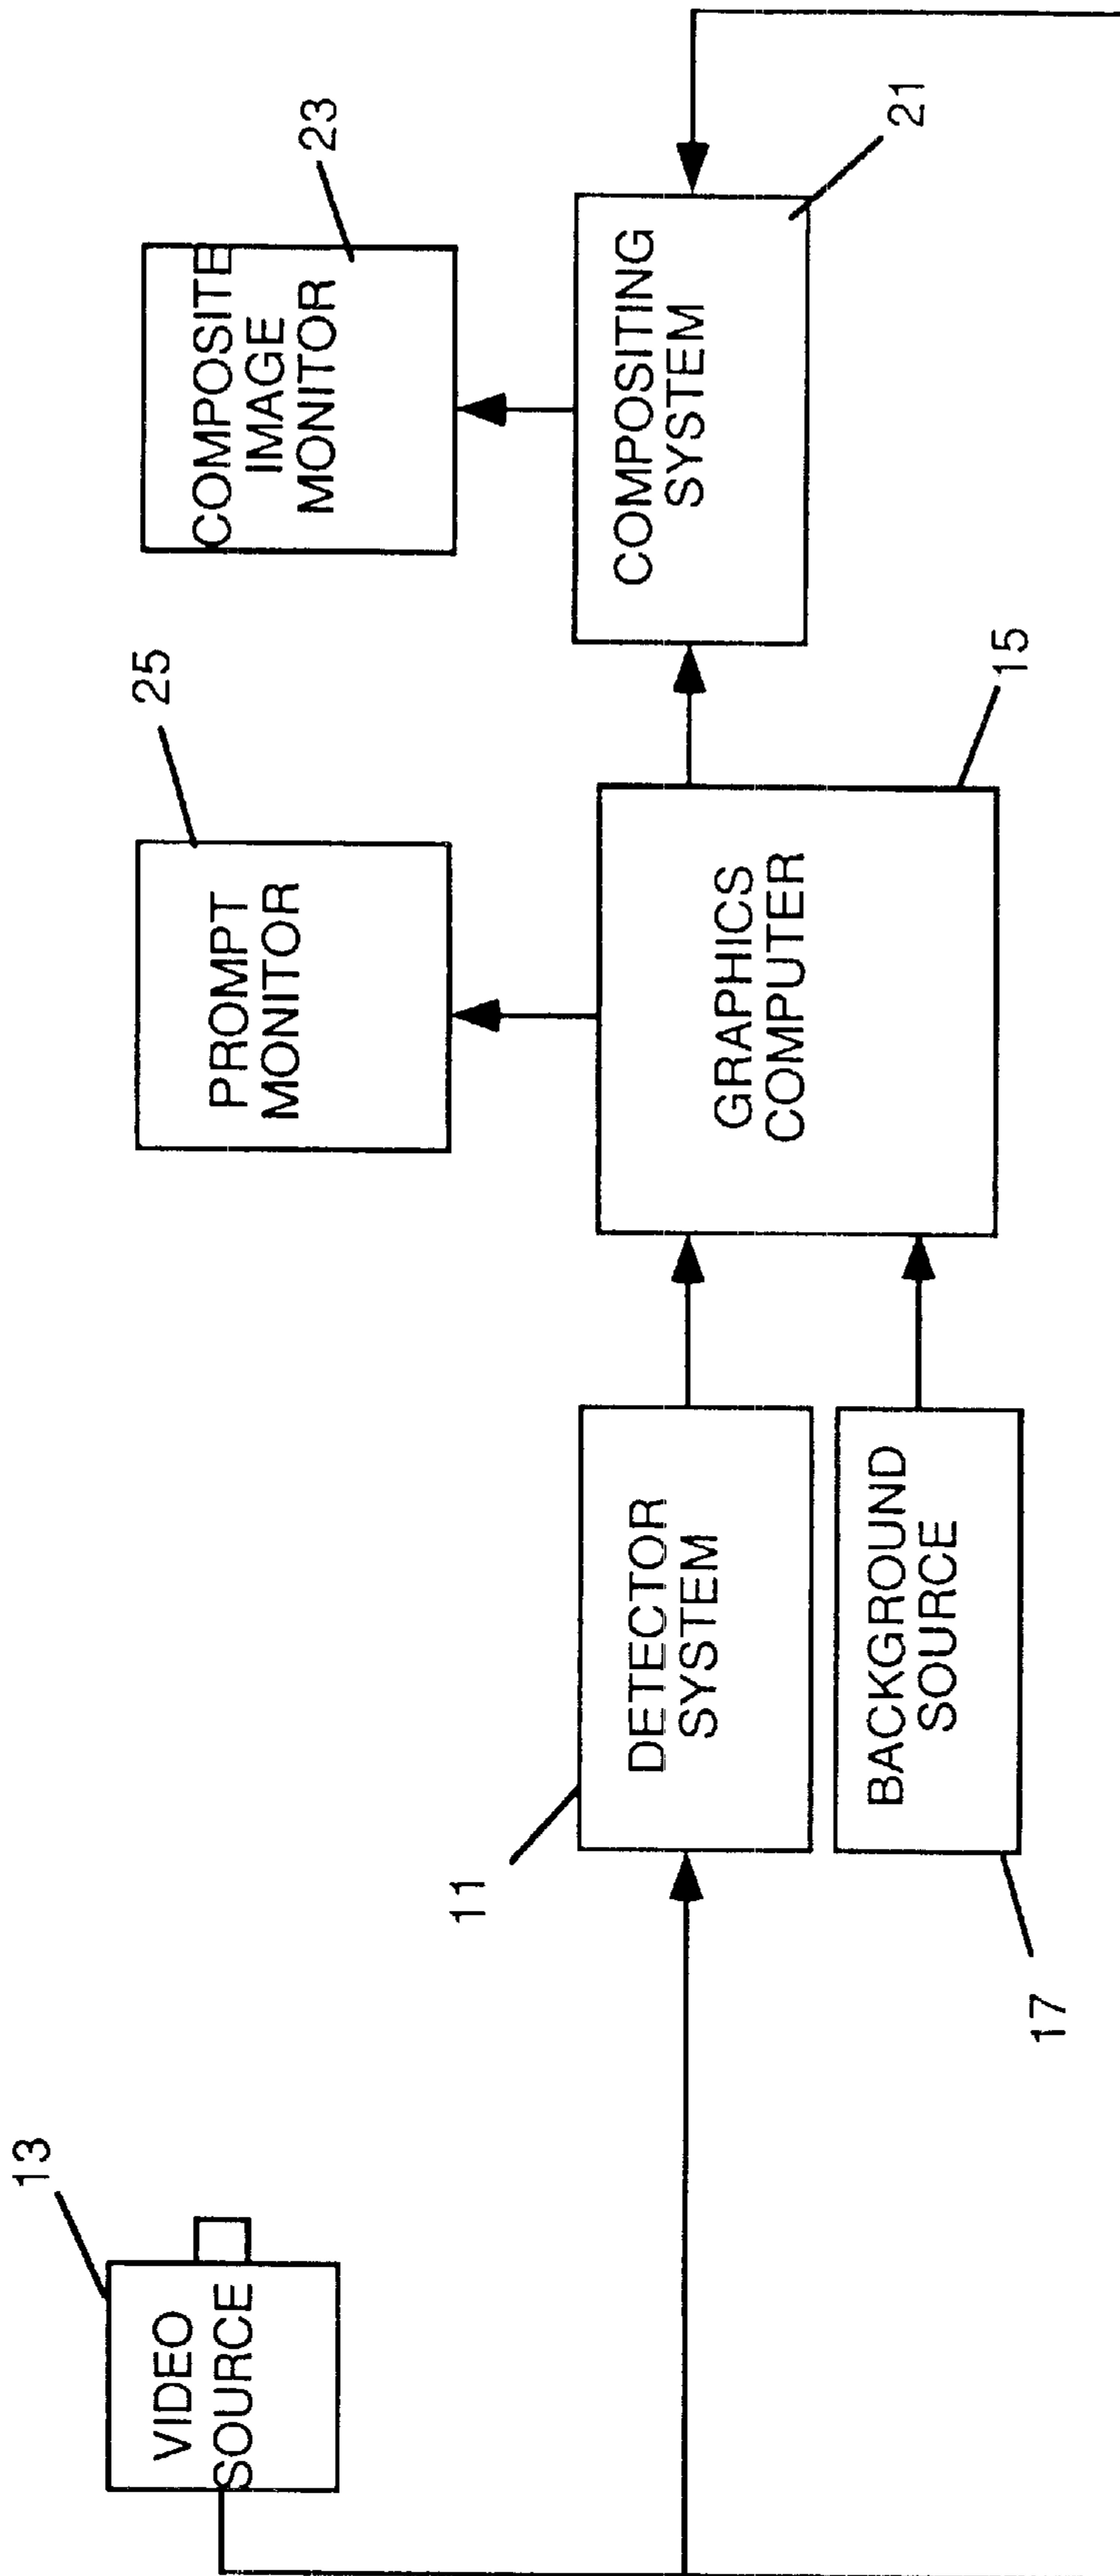 13
VIDEO
SOURCE
25
PROMPT
MONITOR
23
COMPOSITE
IMAGE
MONITOR
11
DETECTOR
SYSTEM
17
BACKGROUND
SOURCE
GRAPHICS
COMPUTER
15
COMPOSITING
SYSTEM
21